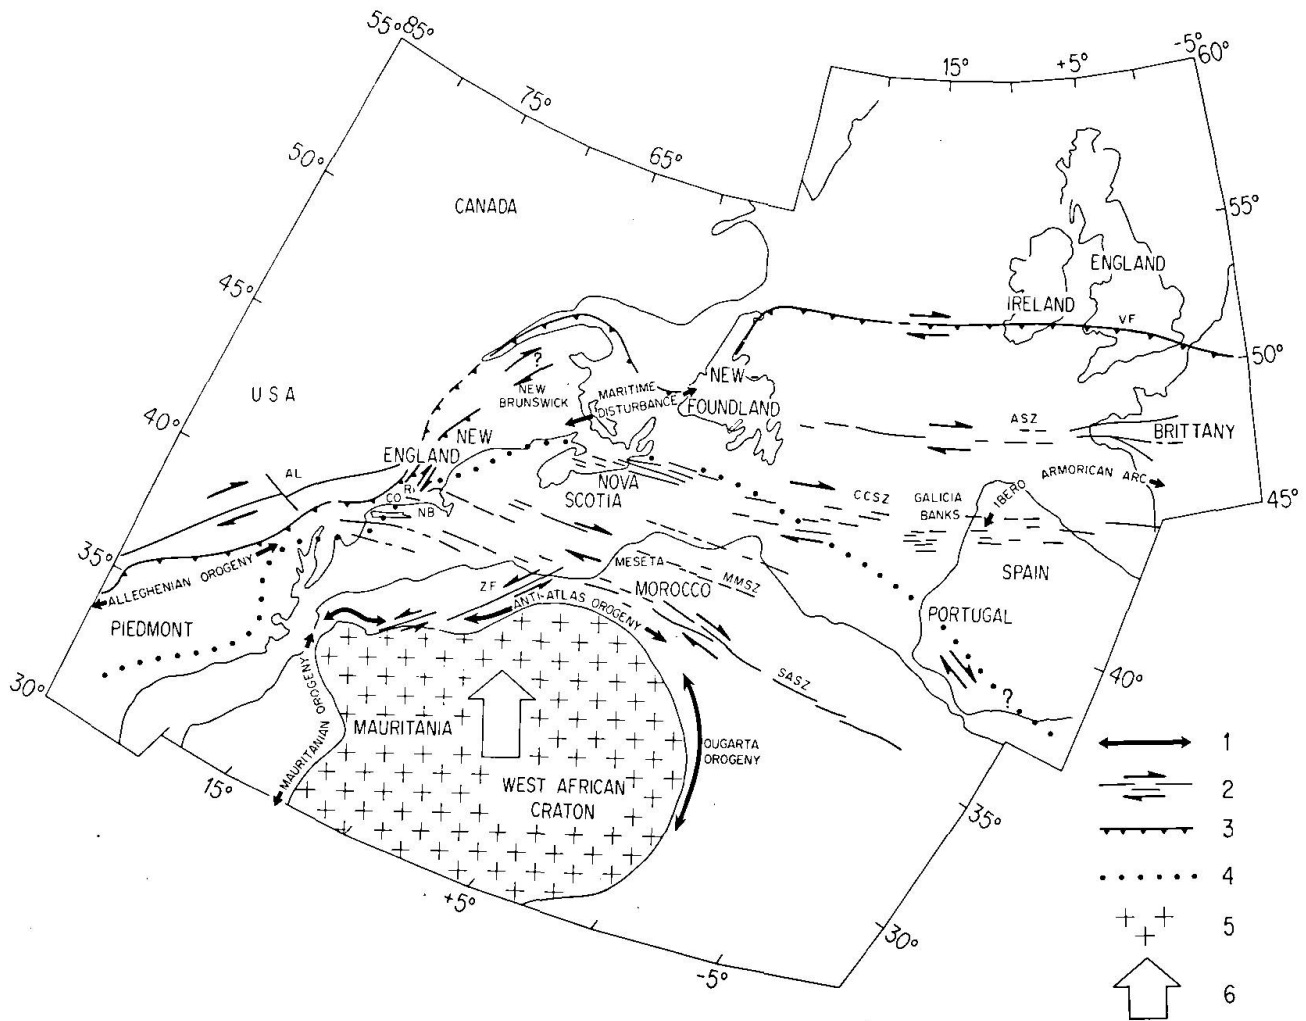 55° 85°
-5° 60°
15°
+5°
75°
50°
65°
CANADA
55°
ENGLAND
45°
IRELAND
VF
50°
?
NEW
BRUNSWICK
MARITIME
DISTURBANCE
NEW
FOUNDLAND
USA
40°
NEW
ENGLAND
ASZ
BRITTANY
AL
RI
CO
NB
NOVA
SCOTIA
CCSZ
GALICIA
BANKS
IBERO
ARMORICAN ARC
45°
35°
ALLEGHENIAN OROGENY
ZF
MESETA
MMSZ
MOROCCO
SPAIN
ANTI-ATLAS OROGENY
PIEDMONT
PORTUGAL
30°
SASZ
40°
?
MAURITANIAN OROGENY
MAURITANIA
OUGARTA
OROGENY
WEST AFRICAN
CRATON
15°
35°
+5°
30°
-5°
1
2
3
4
5
6